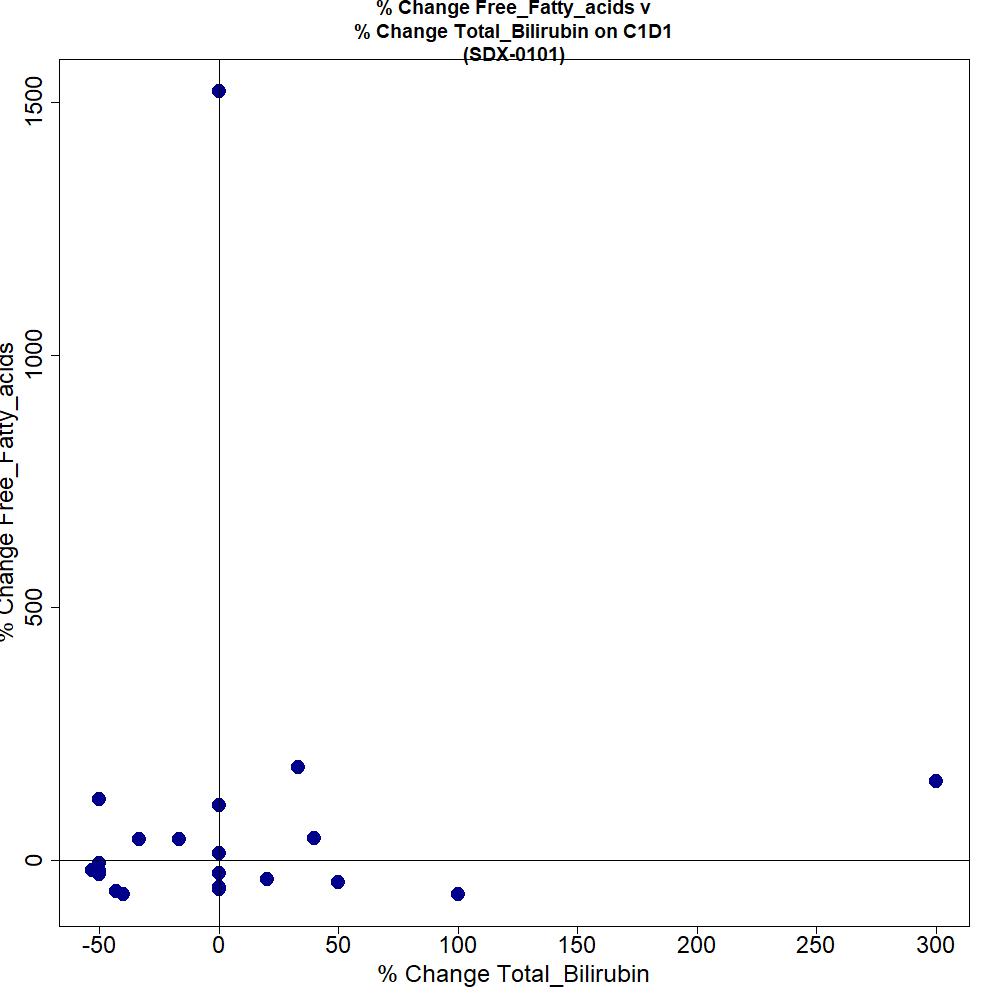 % Change Free_Fatty_acids v
% Change Total_Bilirubin on C1D1
(SDX-0101)
% Change Free_Fatty_acids
1500
1000
500
0
-50 0 50 100 150 200 250 300
% Change Total_Bilirubin